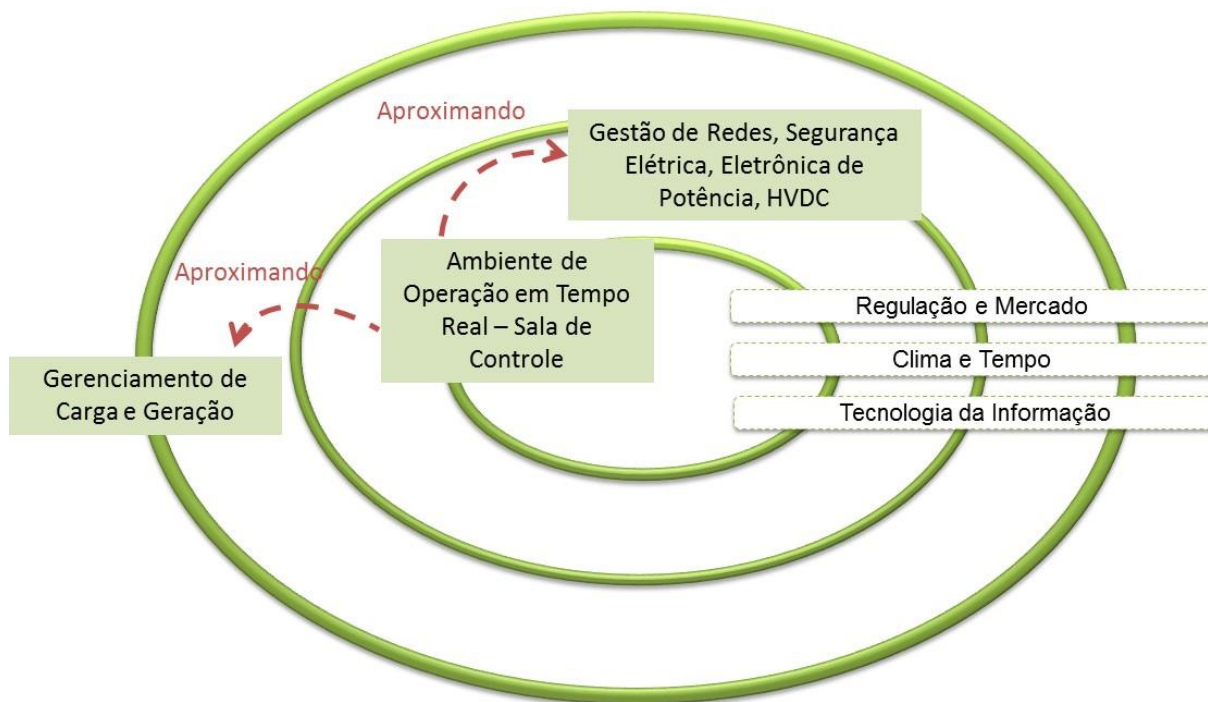 Aproximando
Gestão de Redes, Segurança
Elétrica, Eletrônica de
Potência, HVDC
Aproximando
Ambiente de
Operação em Tempo
Real – Sala de
Controle
Regulação e Mercado
Clima e Tempo
Tecnologia da Informação
Gerenciamento de
Carga e Geração